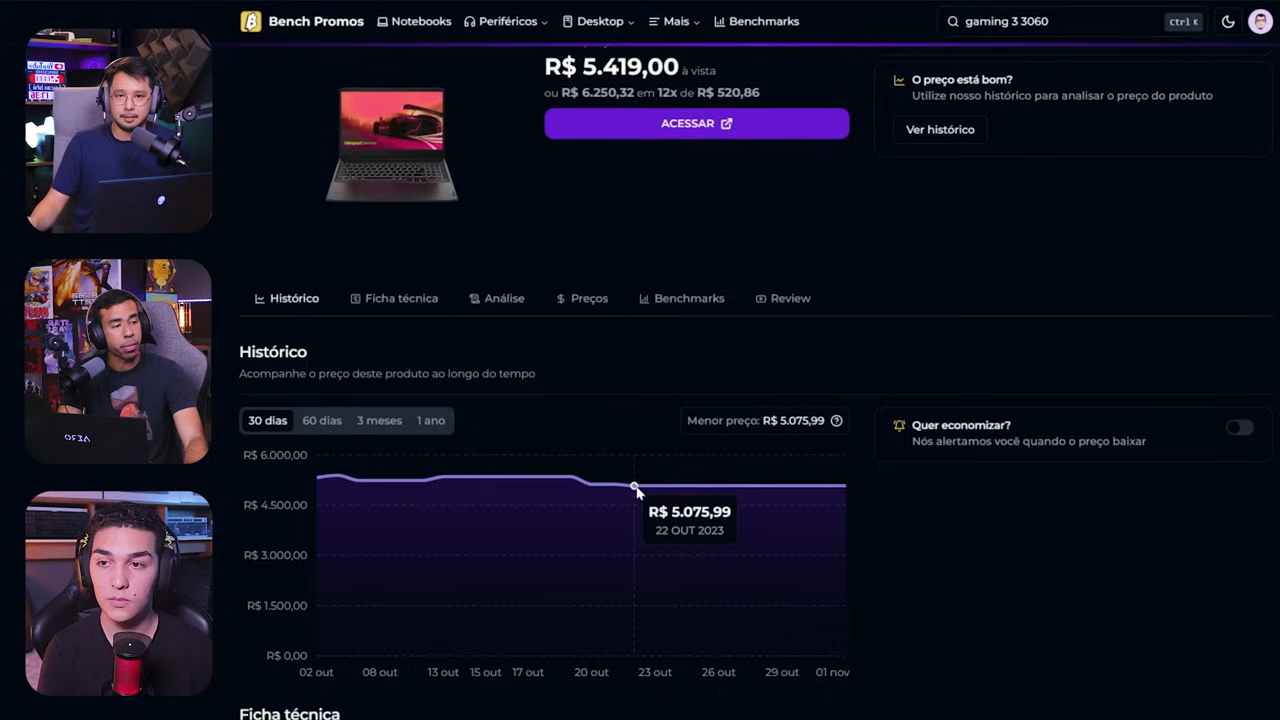 Bench Promos
Notebooks
Periféricos
Desktop
Mais
Benchmarks
gaming 3 3060
Ctrl K
R$ 5.419,00 à vista
ou R$ 6.250,32 em 12x de R$ 520,86
ACESSAR
O preço está bom?
Utilize nosso histórico para analisar o preço do produto
Ver histórico
Histórico
Ficha técnica
Análise
Preços
Benchmarks
Review
Histórico
Acompanhe o preço deste produto ao longo do tempo
30 dias
60 dias
3 meses
1 ano
Menor preço: R$ 5.075,99
Quer economizar?
Nós alertamos você quando o preço baixar
R$ 6.000,00
R$ 4.500,00
R$ 3.000,00
R$ 1.500,00
R$ 0,00
R$ 5.075,99
22 OUT 2023
02 out
08 out
13 out
15 out
17 out
20 out
23 out
26 out
29 out
01 nov
Ficha técnica